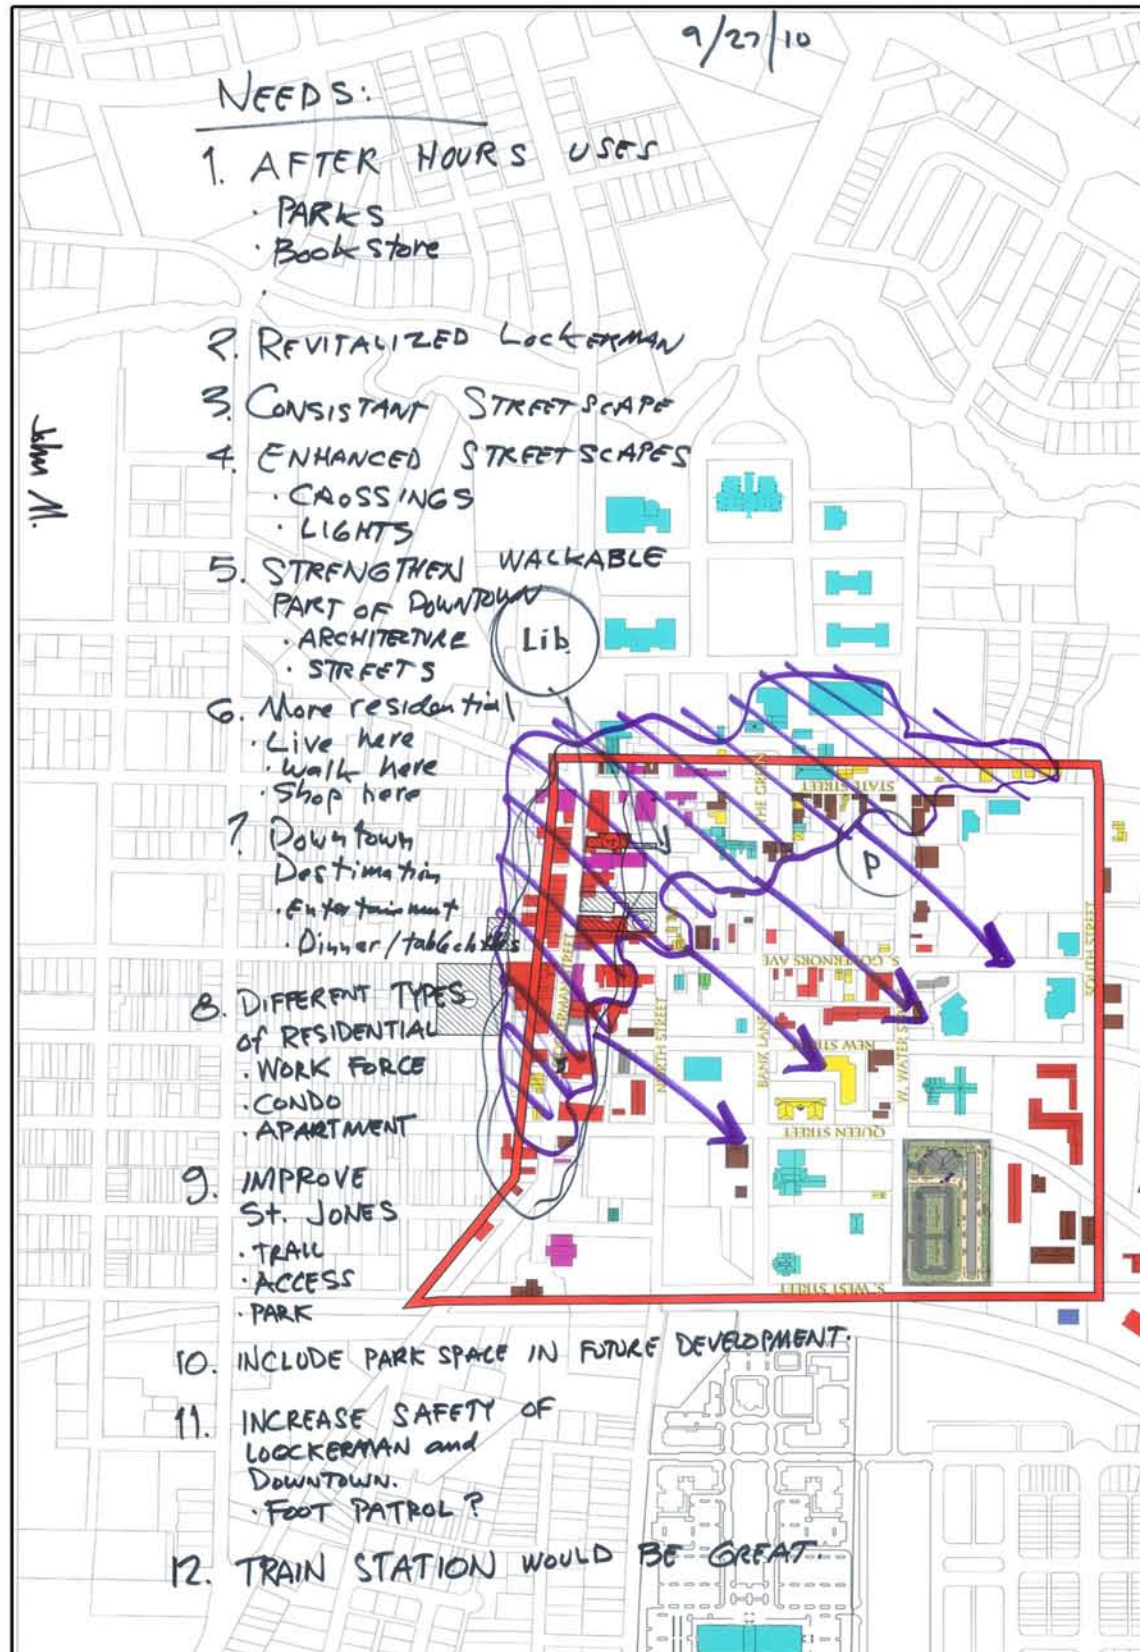 9/27/10
NEEDS:
1. AFTER HOURS USES
· PARKS
· Book Store
·
2. REVITALIZED LOCKERMAN
3. CONSISTANT STREETSCAPE
4. ENHANCED STREETSCAPES
· CROSSINGS
· LIGHTS
John M.
5. STRENGTHEN WALKABLE
PART OF DOWNTOWN
· ARCHITECTURE
· STREETS
Lib
6. More residential
· Live here
· Walk here
· Shop here
7. Downtown
Destination
· Entertainment
· Dinner/tablecloths
8. DIFFERENT TYPES
of RESIDENTIAL
· WORK FORCE
· CONDO
· APARTMENT
9. IMPROVE
St. JONES
· TRAIL
· ACCESS
· PARK
10. INCLUDE PARK SPACE IN FUTURE DEVELOPMENT.
11. INCREASE SAFETY OF
LOOCKERMAN and
DOWNTOWN.
· FOOT PATROL?
12. TRAIN STATION WOULD BE GREAT.
STATE STREET
THE GREEN
P
S. GOVERNORS AVE
SOUTH STREET
NORTH STREET
BANK LANE
NEW STREET
QUEEN STREET
S. WEST STREET